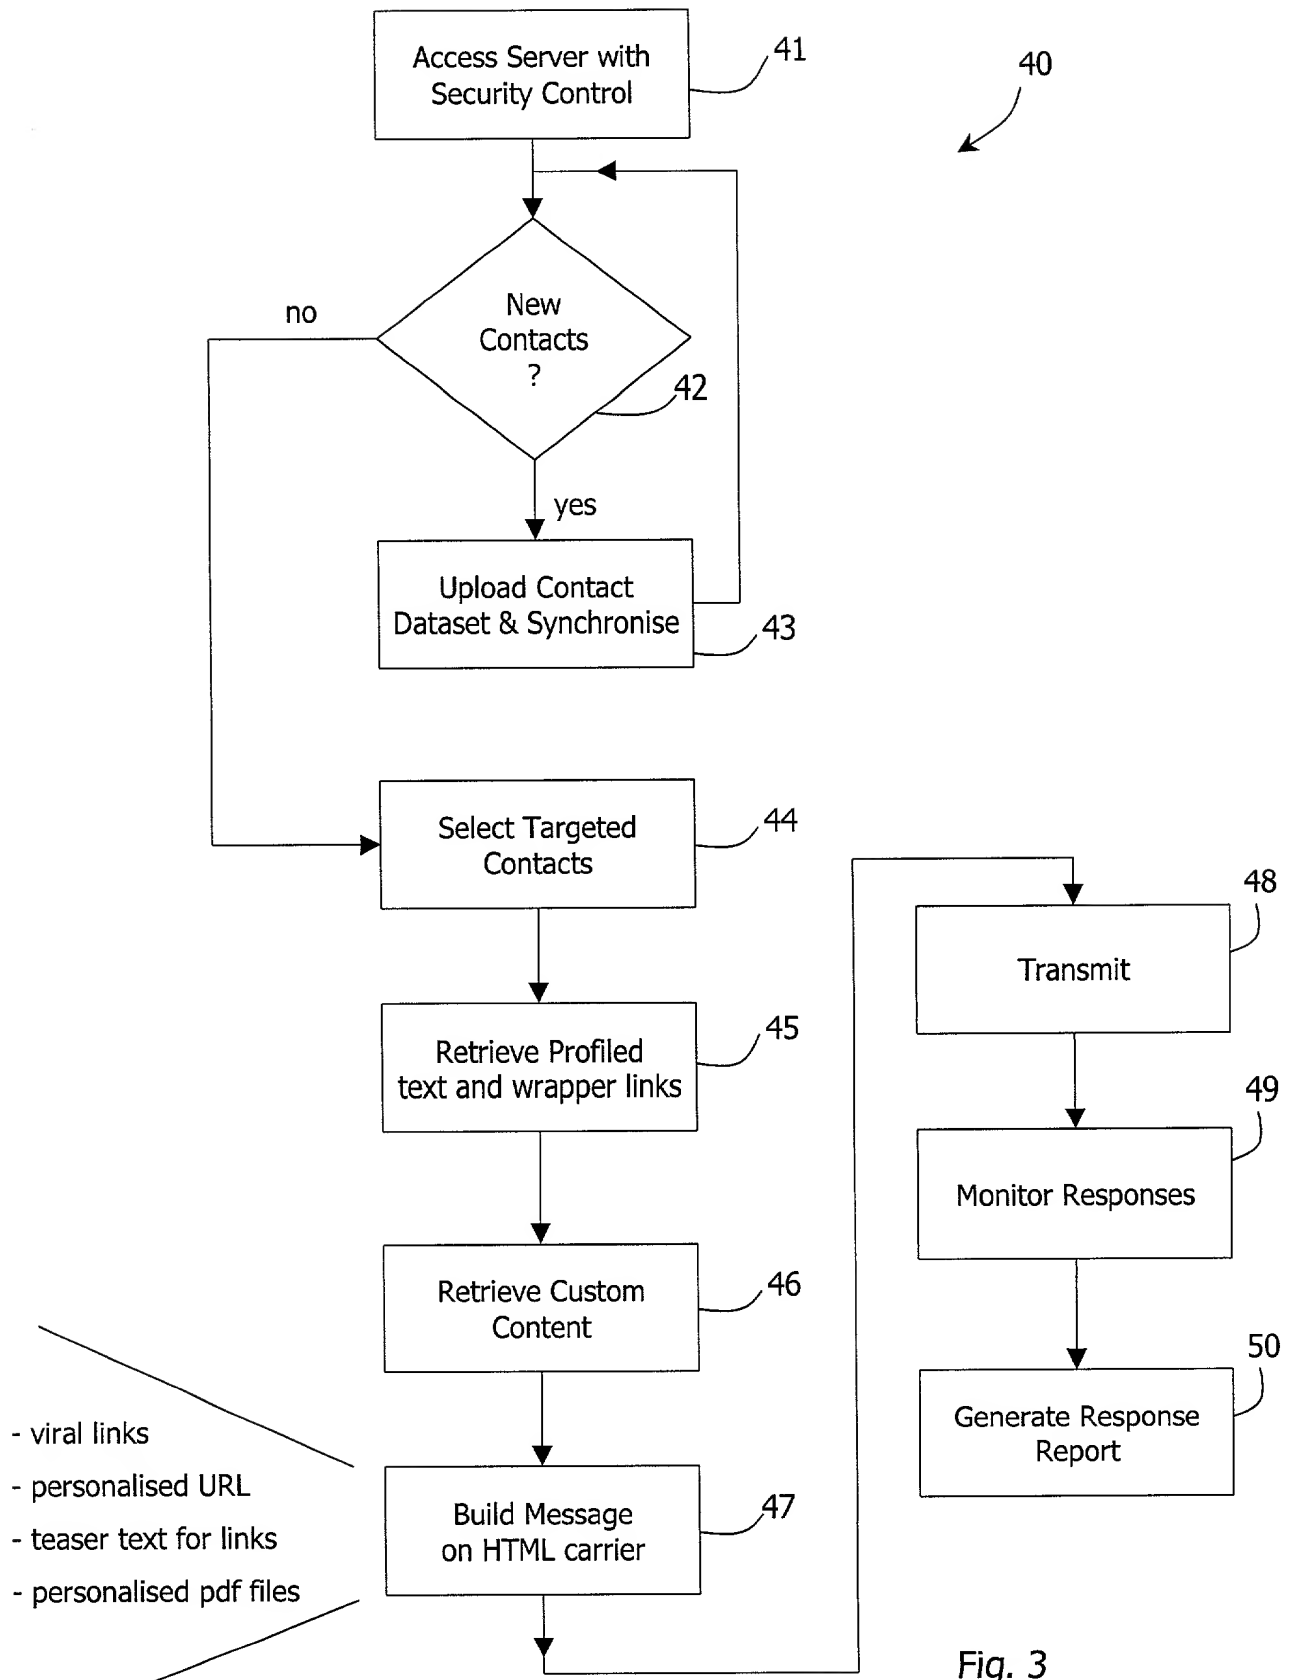 Access Server with
Security Control
41
40
New
Contacts
?
42
no
yes
Upload Contact
Dataset & Synchronise
43
Select Targeted
Contacts
44
Retrieve Profiled
text and wrapper links
45
Retrieve Custom
Content
46
- viral links
- personalised URL
- teaser text for links
- personalised pdf files
Build Message
on HTML carrier
47
Transmit
48
Monitor Responses
49
Generate Response
Report
50
Fig. 3